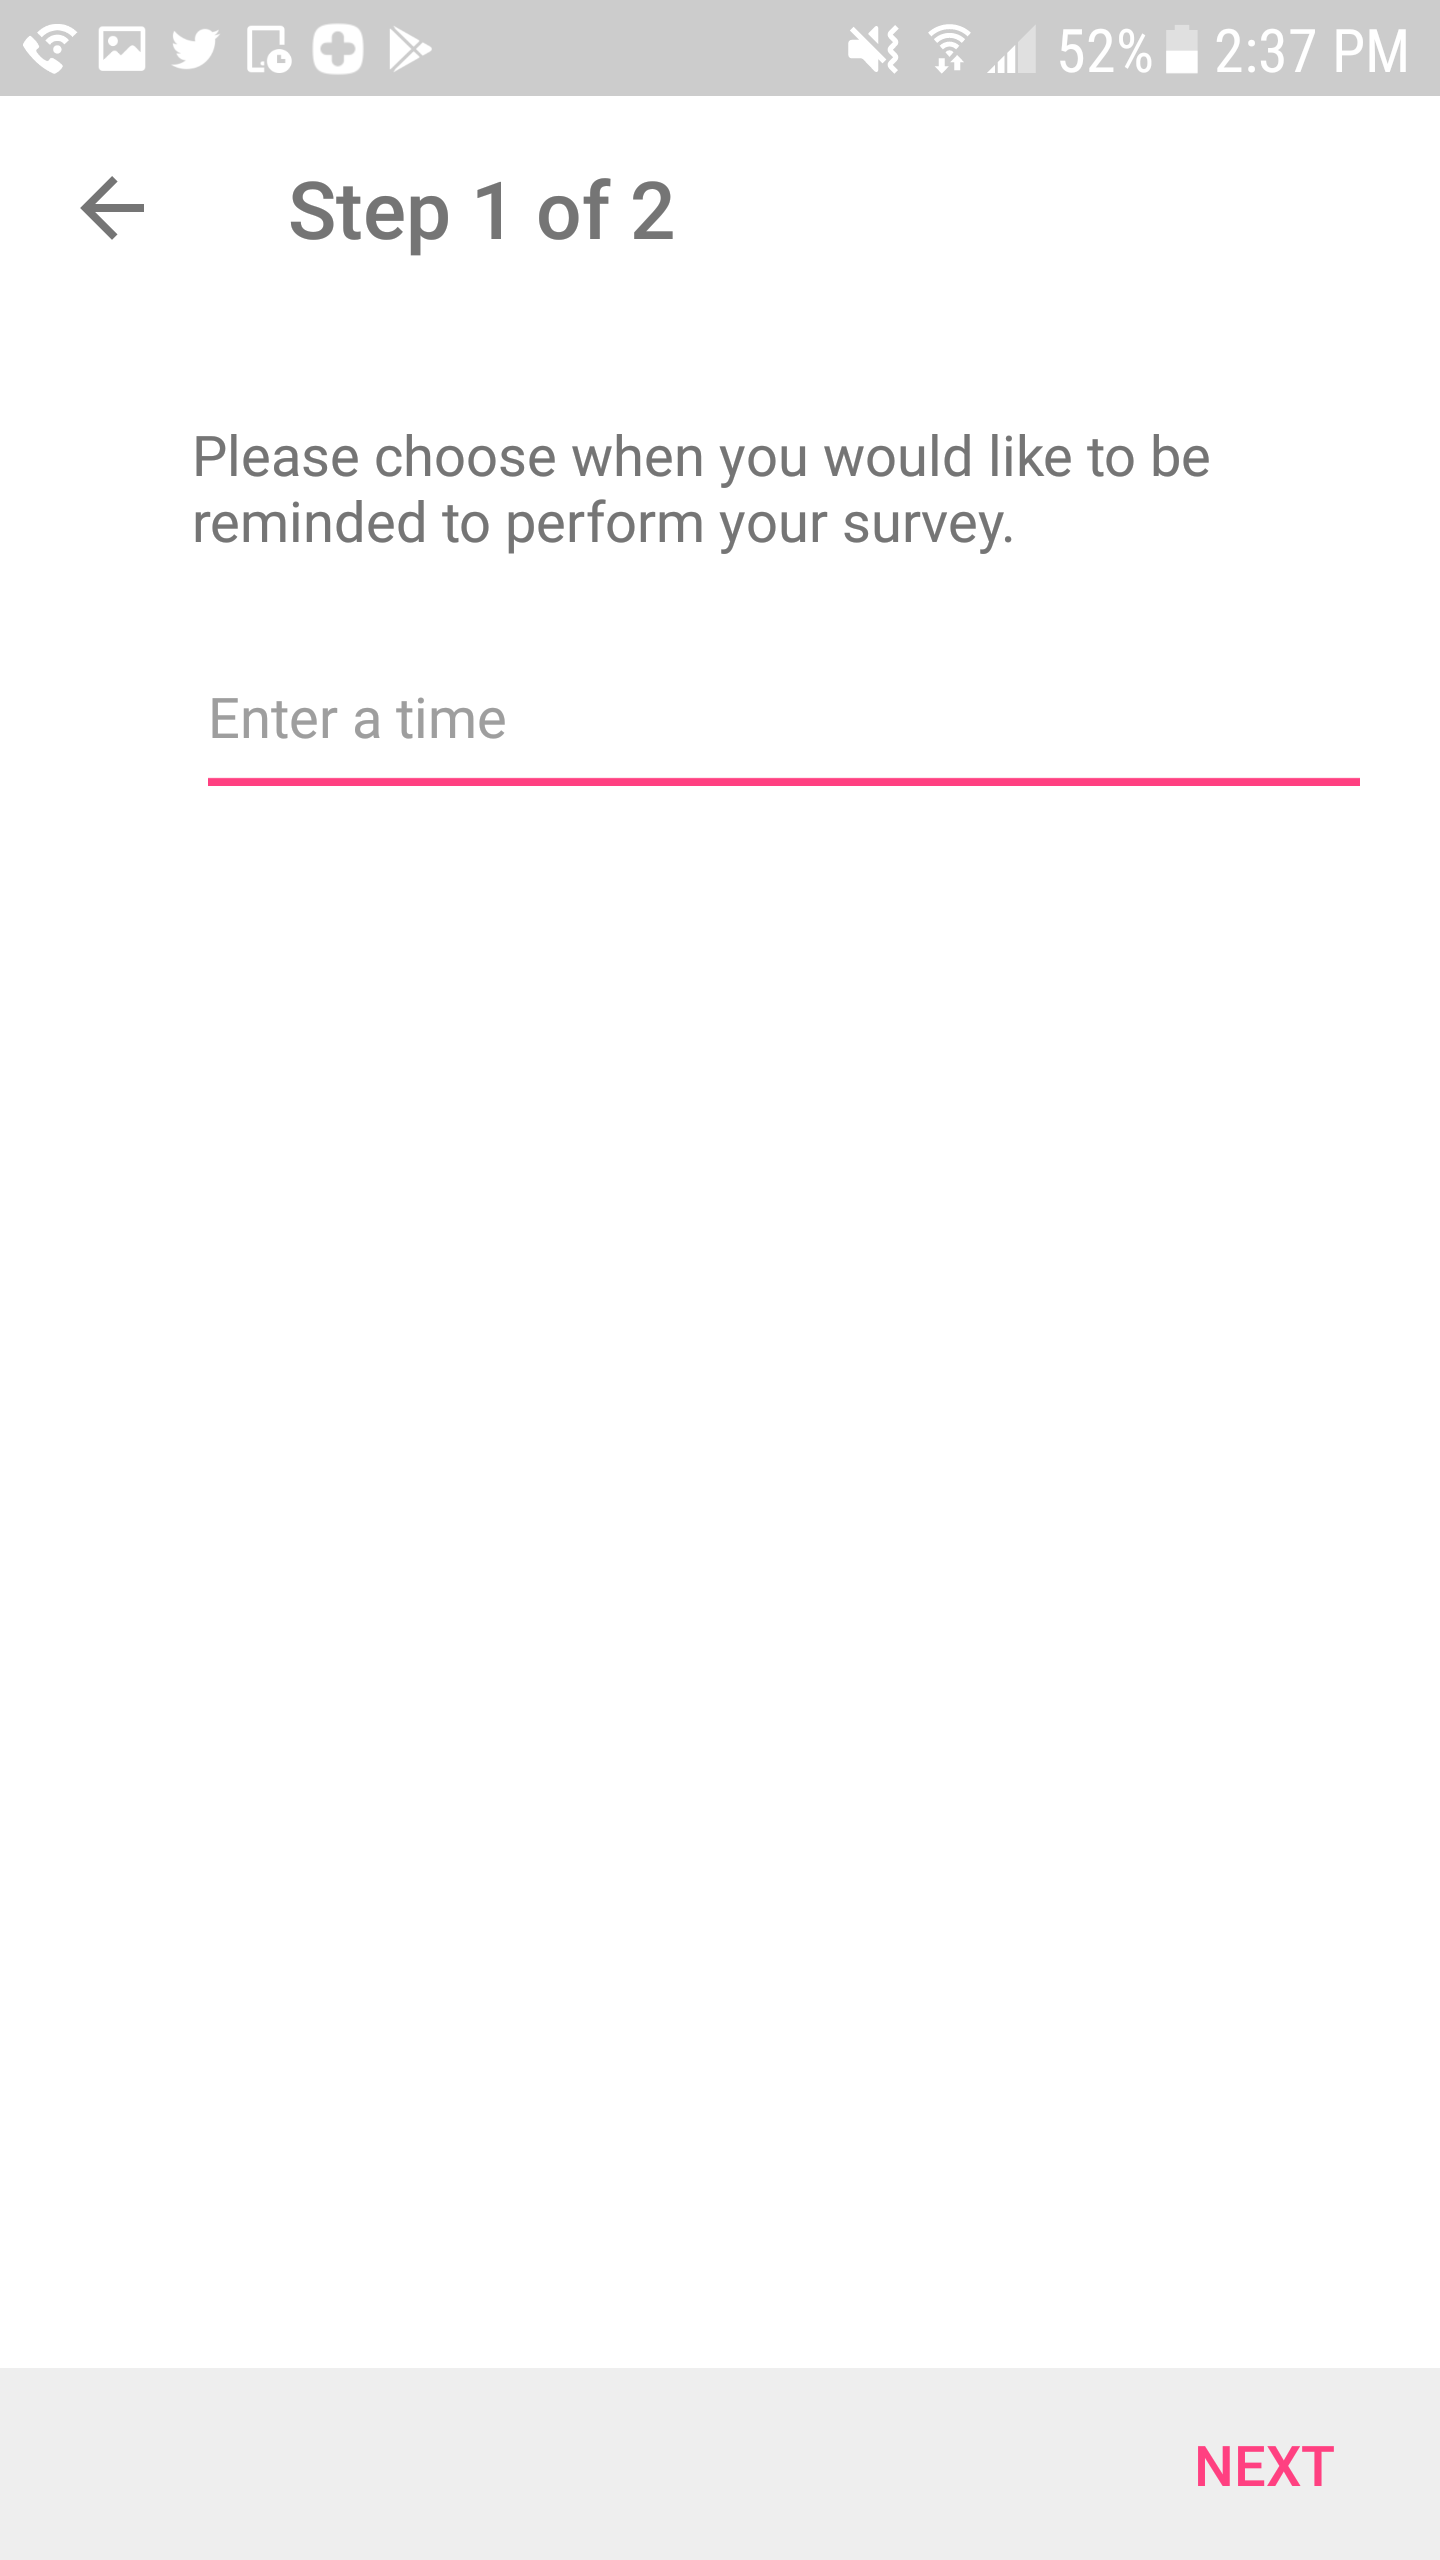 52% 2:37 PM
Step 1 of 2
Please choose when you would like to be
reminded to perform your survey.
Enter a time
NEXT